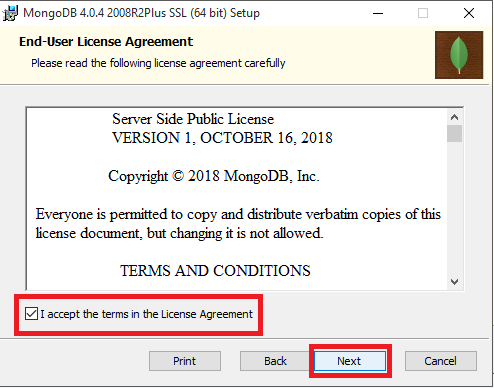 MongoDB 4.0.4 2008R2Plus SSL (64 bit) Setup
End-User License Agreement
Please read the following license agreement carefully
Server Side Public License
VERSION 1, OCTOBER 16, 2018
Copyright © 2018 MongoDB, Inc.
Everyone is permitted to copy and distribute verbatim copies of this
license document, but changing it is not allowed.
TERMS AND CONDITIONS
I accept the terms in the License Agreement
Print Back Next Cancel